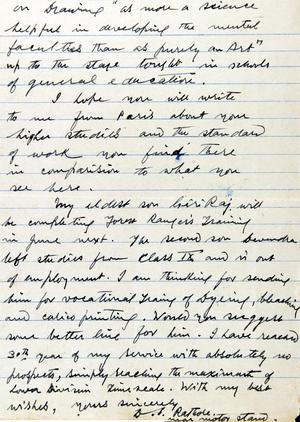 on Drawing "as more a science
helpful in developing the mental
faculties than as purely an Art"
up to the stage taught in schools
of general education.
I hope you will write
to me from Paris about your
higher studies and the standard
of work you find there
in comparision to what you
see here.
My eldest son Giri Raj will
be completing Forest Rangers Training
in June next. The second son Devendra
left studies from Class IX and is out
of employment. I am thinking for sending
him for vocational Traing of Dyeing, bleaching
and calico printing. Would you suggest
some better line for him. I have reached
30th year of my service with absolutely no
prospects, simply reaching the maximum of
Lower Division time scale. With my best
wishes, yours sincerely
near motor stand.